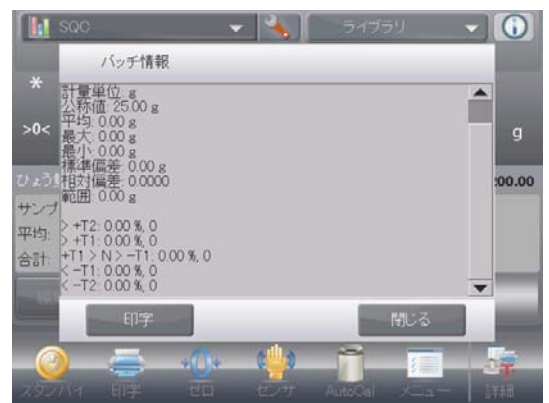 SQC
ライブラリ
バッチ情報
*
計量単位: g
公称値: 25.00 g
平均: 0.00 g
>0<
最大: 0.00 g
g
最小: 0.00 g
標準偏差: 0.00 g
ひょう
相対偏差: 0.0000
200.00
範囲: 0.00 g
サンプ
> +T2: 0.00 %, 0
平均:
> +T1: 0.00 %, 0
+T1 > N > -T1: 0.00 %, 0
合計:
< -T1: 0.00 %, 0
< -T2: 0.00 %, 0
印字
閉じる
スタンバイ
印字
ゼロ
センサ
AutoCal
メニュー
詳細